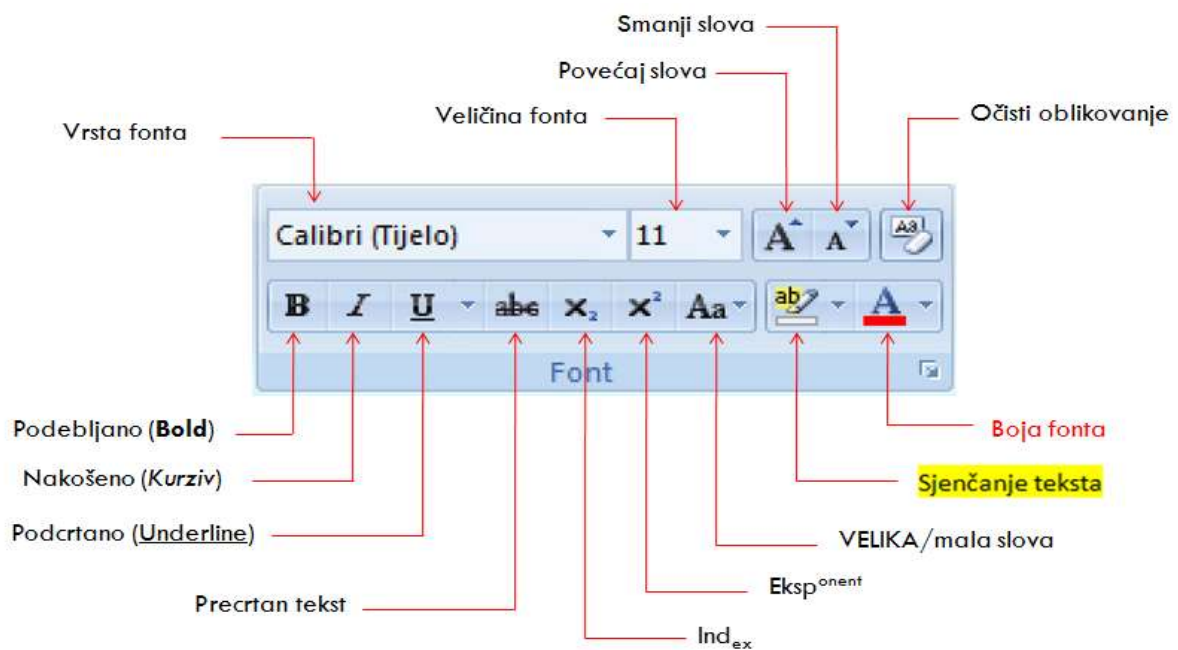 Smanji slova
Povećaj slova
Veličina fonta
Očisti oblikovanje
Vrsta fonta
Calibri (Tijelo) 11 A A Aa
B I U abc x₂ x² Aa ab A
Font
Podebljano (Bold)
Boja fonta
Nakošeno (Kurziv)
Sjenčanje teksta
Podcrtano (Underline)
VELIKA/mala slova
Eksponent
Precrtan tekst
Index